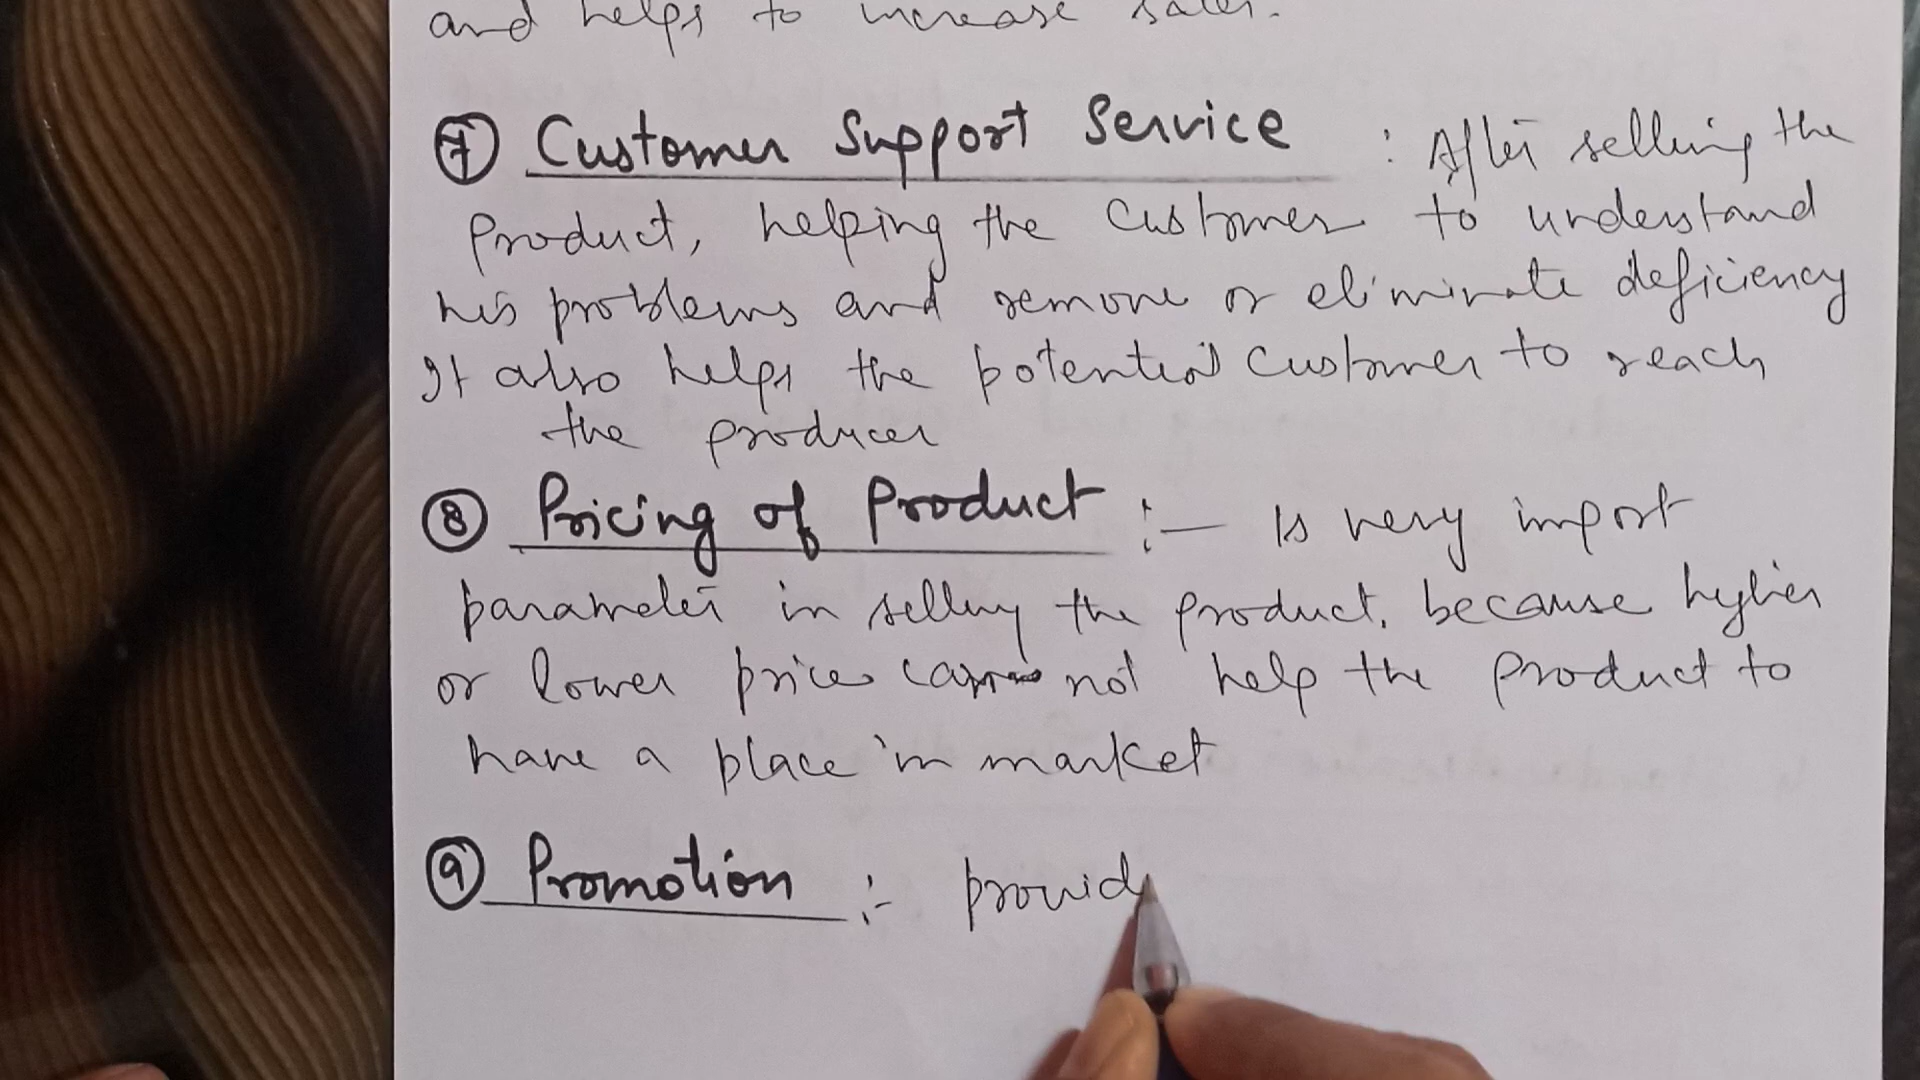 and helps to increase sales.
⑦ Customer Support Service : After selling the
Product, helping the Customer to understand
his problems and remove or eliminate deficiency
It also helps the potential Customer to reach
the producer
⑧ Pricing of Product :- Is very import
parameter in selling the product. because higher
or lower price can not help the Product to
have a place in market
⑨ Promotion :- provid